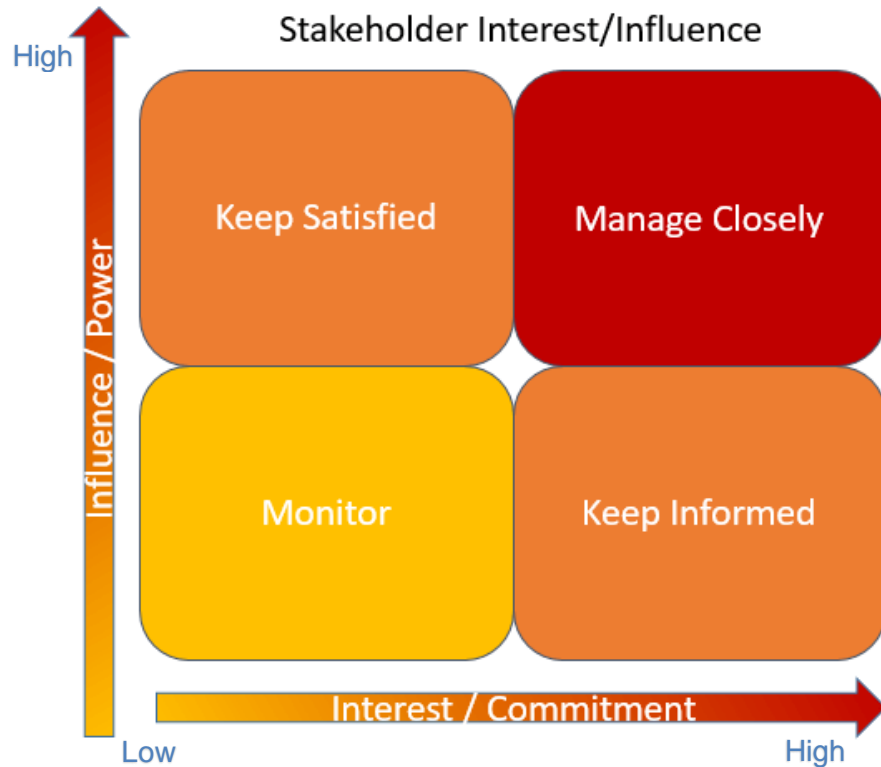 Stakeholder Interest/Influence
High
Keep Satisfied
Manage Closely
Influence / Power
Monitor
Keep Informed
Interest / Commitment
Low
High